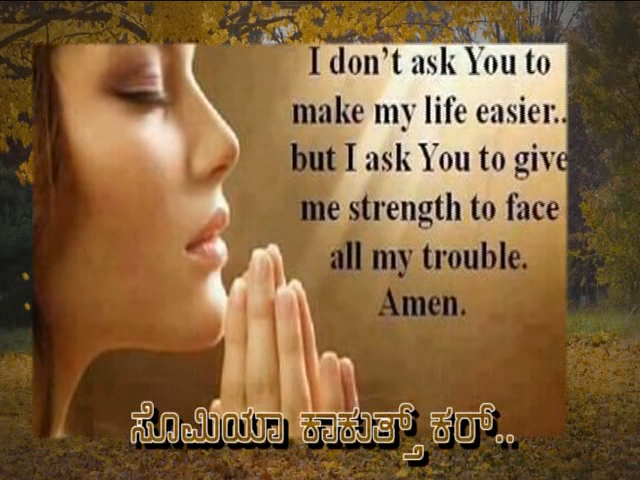 I don't ask You to
make my life easier..
but I ask You to give
me strength to face
all my trouble.
Amen.
ಸೊಮಿಯಾ ಕಾಕುತ್ಸ್ ಕರ್..